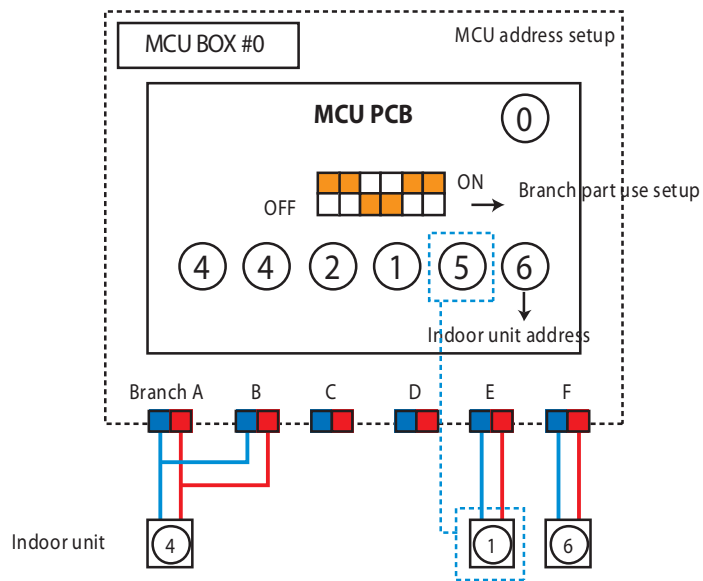 MCU BOX #0
MCU address setup
MCU PCB
0
ON
OFF
Branch part use setup
4 4 2 1 5 6
Indoor unit address
Branch A B C D E F
Indoor unit
4 1 6